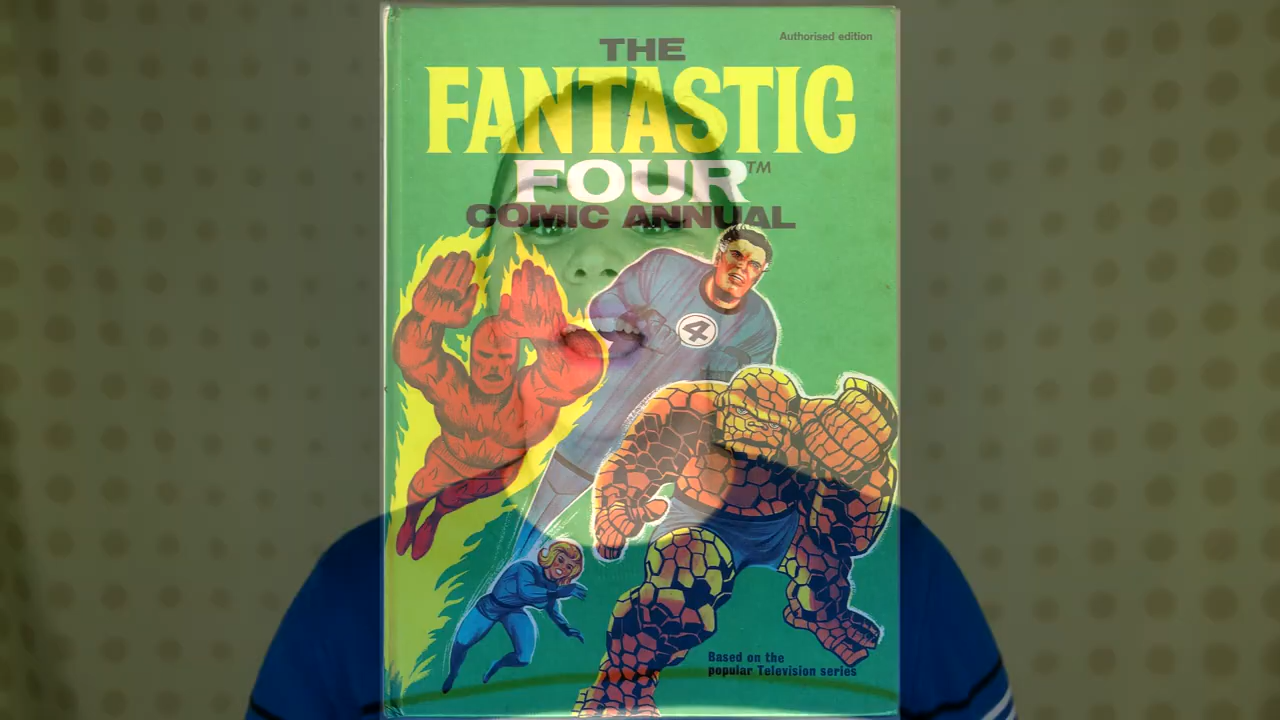 Authorised edition
THE
FANTASTIC
FOUR™
COMIC ANNUAL
4
Based on the
popular Television series